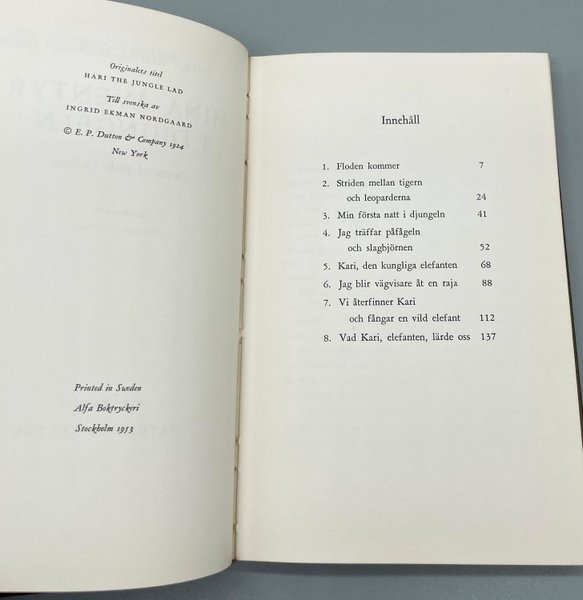 Originalets titel
HARI THE JUNGLE LAD
Till svenska av
INGRID EKMAN NORDGAARD
© E. P. Dutton & Company 1924
New York
Printed in Sweden
Alfa Boktryckeri
Stockholm 1953
Innehåll
1. Floden kommer 7
2. Striden mellan tigern
och leoparderna 24
3. Min första natt i djungeln 41
4. Jag träffar påfågeln
och slagbjörnen 52
5. Kari, den kungliga elefanten 68
6. Jag blir vägvisare åt en raja 88
7. Vi återfinner Kari
och fångar en vild elefant 112
8. Vad Kari, elefanten, lärde oss 137